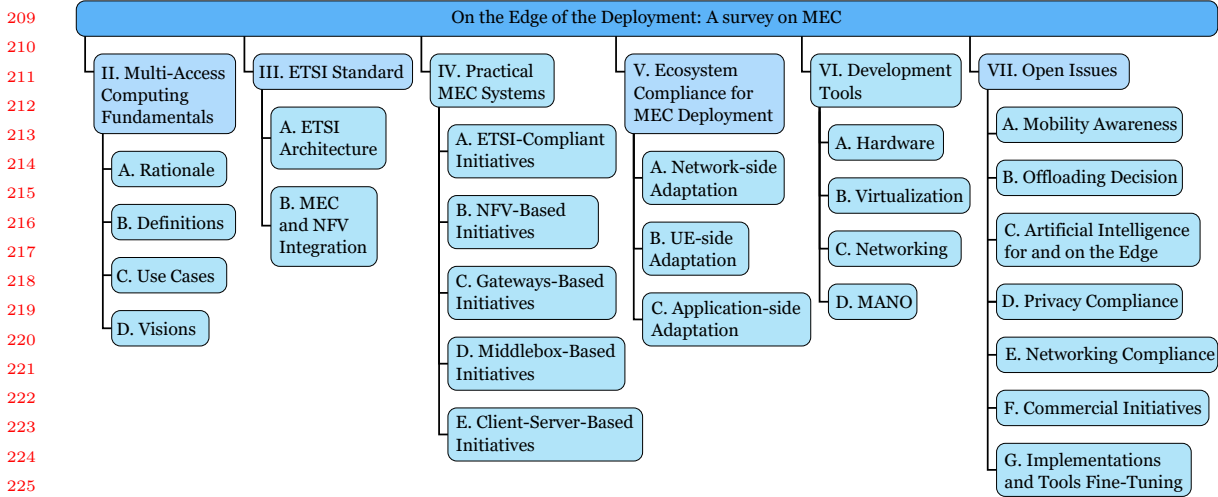 209
210
211
212
213
214
215
216
217
218
219
220
221
222
223
224
225
On the Edge of the Deployment: A survey on MEC
II. Multi-Access
Computing
Fundamentals
A. Rationale
B. Definitions
C. Use Cases
D. Visions
III. ETSI Standard
A. ETSI
Architecture
B. MEC
and NFV
Integration
IV. Practical
MEC Systems
A. ETSI-Compliant
Initiatives
B. NFV-Based
Initiatives
C. Gateways-Based
Initiatives
D. Middlebox-Based
Initiatives
E. Client-Server-Based
Initiatives
V. Ecosystem
Compliance for
MEC Deployment
A. Network-side
Adaptation
B. UE-side
Adaptation
C. Application-side
Adaptation
VI. Development
Tools
A. Hardware
B. Virtualization
C. Networking
D. MANO
VII. Open Issues
A. Mobility Awareness
B. Offloading Decision
C. Artificial Intelligence
for and on the Edge
D. Privacy Compliance
E. Networking Compliance
F. Commercial Initiatives
G. Implementations
and Tools Fine-Tuning